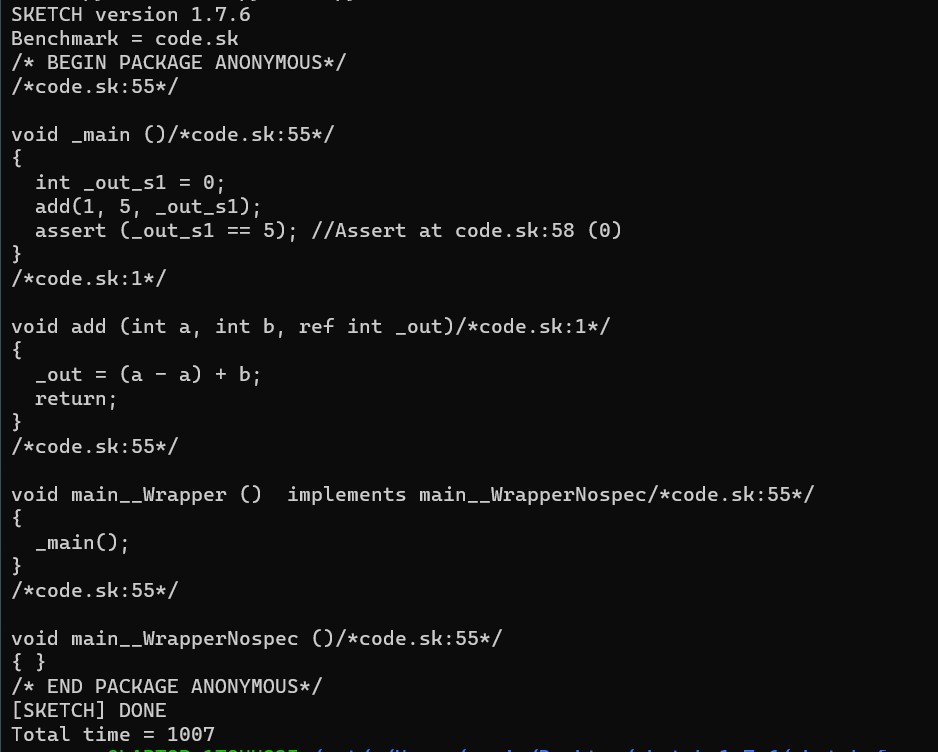 SKETCH version 1.7.6
Benchmark = code.sk
/* BEGIN PACKAGE ANONYMOUS*/
/*code.sk:55*/
void _main ()/*code.sk:55*/
{
  int _out_s1 = 0;
  add(1, 5, _out_s1);
  assert (_out_s1 == 5); //Assert at code.sk:58 (0)
}
/*code.sk:1*/
void add (int a, int b, ref int _out)/*code.sk:1*/
{
  _out = (a - a) + b;
  return;
}
/*code.sk:55*/
void main__Wrapper ()  implements main__WrapperNospec/*code.sk:55*/
{
  _main();
}
/*code.sk:55*/
void main__WrapperNospec ()/*code.sk:55*/
{ }
/* END PACKAGE ANONYMOUS*/
[SKETCH] DONE
Total time = 1007